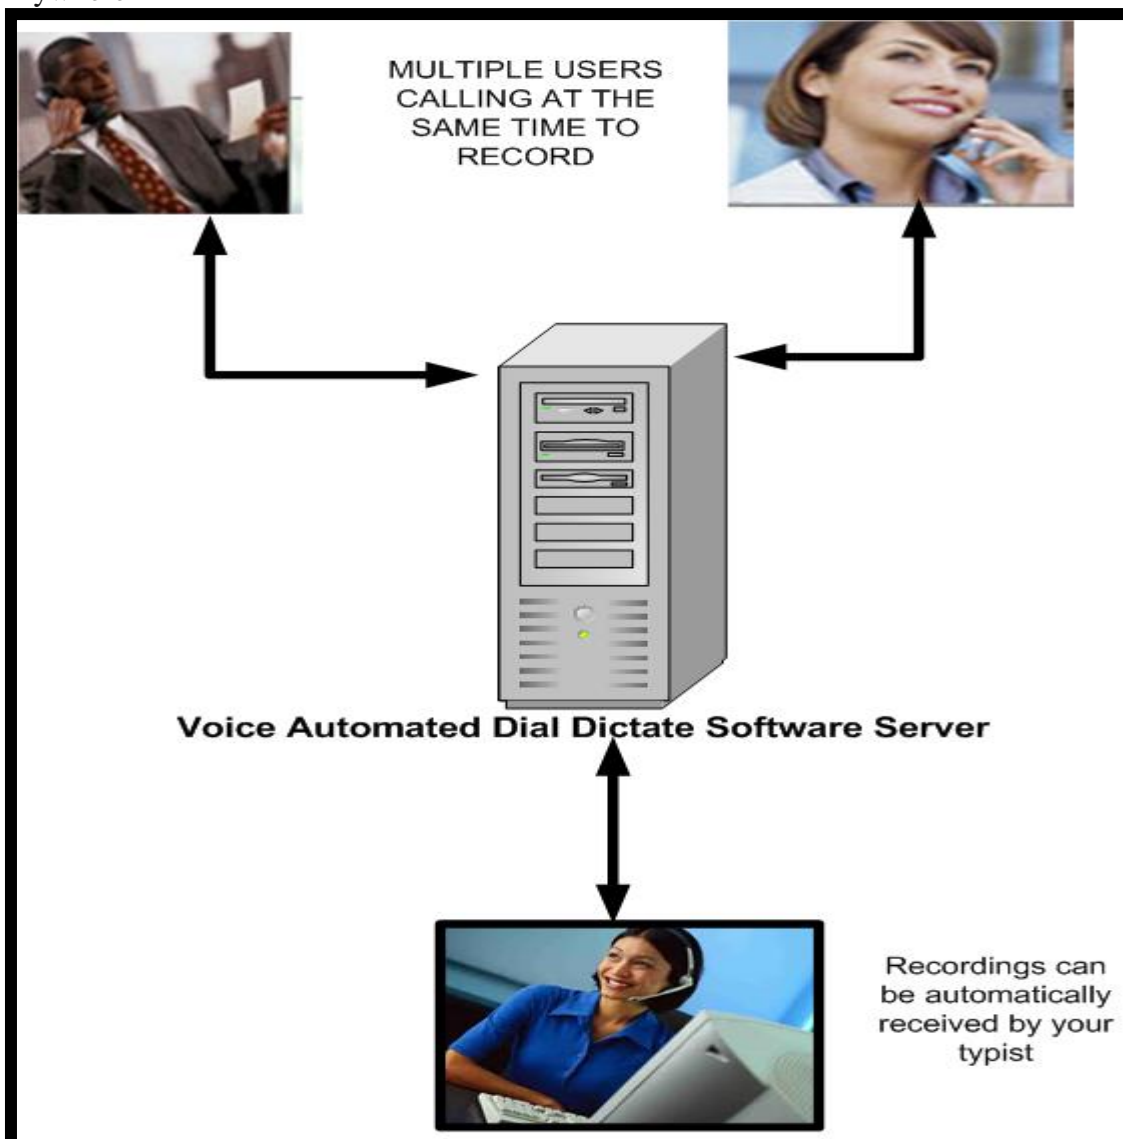 MULTIPLE USERS
CALLING AT THE
SAME TIME TO
RECORD
Voice Automated Dial Dictate Software Server
Recordings can
be automatically
received by your
typist